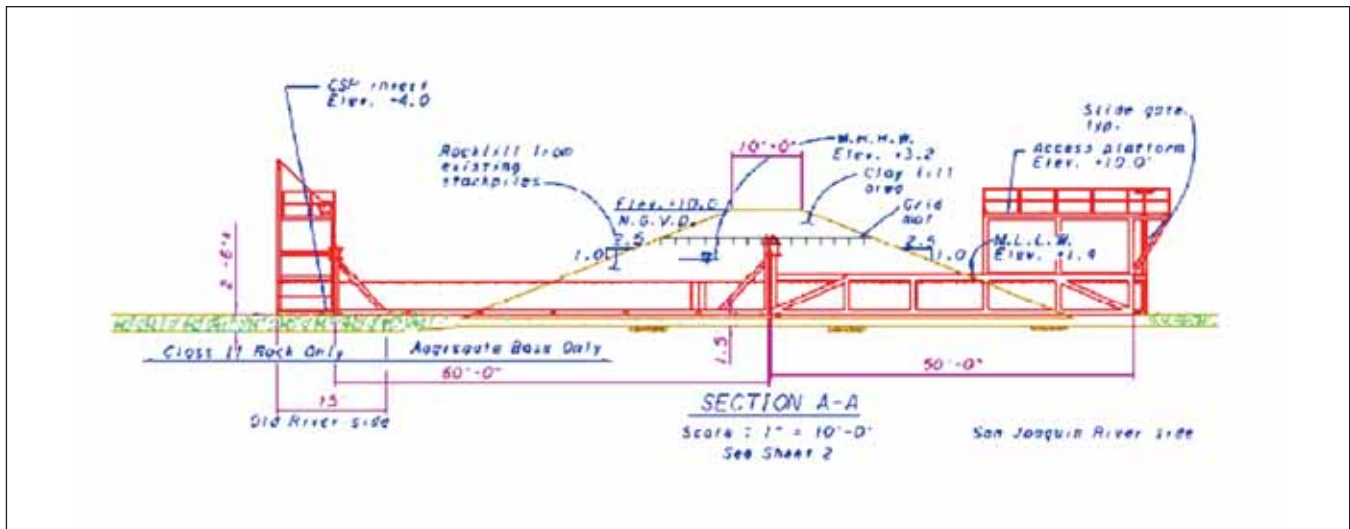 CSP invert
Elev. +4.0
Rockfill from
existing
stockpiles
10'-0"
M.H.H.W.
Elev. +3.2
Clay fill
area
Grid
mat
Slide gate,
typ.
Access platform
Elev. +10.0'
Elev. +10.0
N.G.V.D.
2.5
1.0
2.5
1.0
M.L.L.W.
Elev. +1.4
1.5
Class II Rock Only
Aggregate Base Only
60'-0"
50'-0"
15'
Old River side
SECTION A-A
Scale : 1" = 10'-0"
See Sheet 2
San Joaquin River side